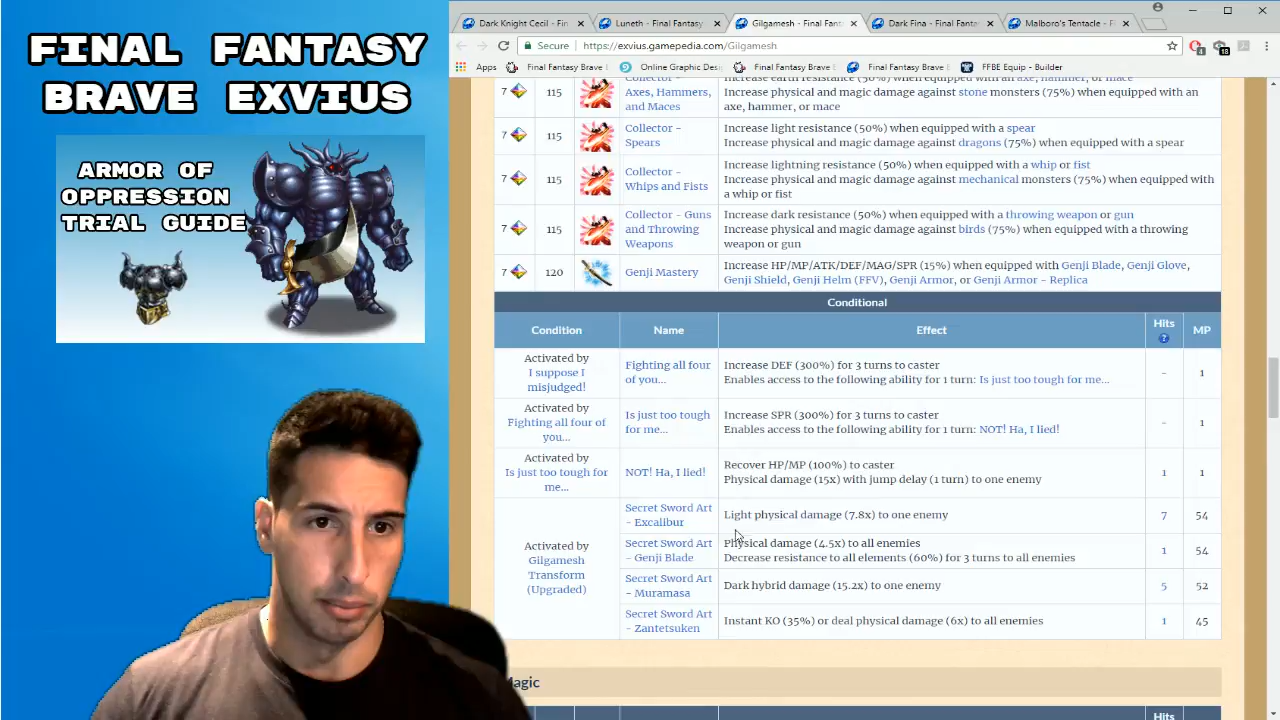 FINAL FANTASY
BRAVE EXVIUS
ARMOR OF
OPPRESSION
TRIAL GUIDE
Dark Knight Cecil - Fin
Luneth - Final Fantasy
Gilgamesh - Final Fant
Dark Fina - Final Fantas
Malboro's Tentacle - F
Secure
https://exvius.gamepedia.com/Gilgamesh
Apps
Final Fantasy Brave
Online Graphic Desi
Final Fantasy Brave
Final Fantasy Brave
FFBE Equip - Builder
7 115 Collector - Axes, Hammers, and Maces
Increase earth resistance (50%) when equipped with an axe, hammer, or mace
Increase physical and magic damage against stone monsters (75%) when equipped with an
axe, hammer, or mace
7 115 Collector - Spears
Increase light resistance (50%) when equipped with a spear
Increase physical and magic damage against dragons (75%) when equipped with a spear
7 115 Collector - Whips and Fists
Increase lightning resistance (50%) when equipped with a whip or fist
Increase physical and magic damage against mechanical monsters (75%) when equipped with
a whip or fist
7 115 Collector - Guns and Throwing Weapons
Increase dark resistance (50%) when equipped with a throwing weapon or gun
Increase physical and magic damage against birds (75%) when equipped with a throwing
weapon or gun
7 120 Genji Mastery
Increase HP/MP/ATK/DEF/MAG/SPR (15%) when equipped with Genji Blade, Genji Glove,
Genji Shield, Genji Helm (FFV), Genji Armor, or Genji Armor - Replica
Conditional
Condition Name Effect Hits MP
Activated by
I suppose I
misjudged!
Fighting all four
of you...
Increase DEF (300%) for 3 turns to caster
Enables access to the following ability for 1 turn: Is just too tough for me...
- 1
Activated by
Fighting all four of
you...
Is just too tough
for me...
Increase SPR (300%) for 3 turns to caster
Enables access to the following ability for 1 turn: NOT! Ha, I lied!
- 1
Activated by
Is just too tough for
me...
NOT! Ha, I lied!
Recover HP/MP (100%) to caster
Physical damage (15x) with jump delay (1 turn) to one enemy
1 1
Activated by
Gilgamesh
Transform
(Upgraded)
Secret Sword Art
- Excalibur
Light physical damage (7.8x) to one enemy
7 54
Secret Sword Art
- Genji Blade
Physical damage (4.5x) to all enemies
Decrease resistance to all elements (60%) for 3 turns to all enemies
1 54
Secret Sword Art
- Muramasa
Dark hybrid damage (15.2x) to one enemy
5 52
Secret Sword Art
- Zantetsuken
Instant KO (35%) or deal physical damage (6x) to all enemies
1 45
Magic
Hits